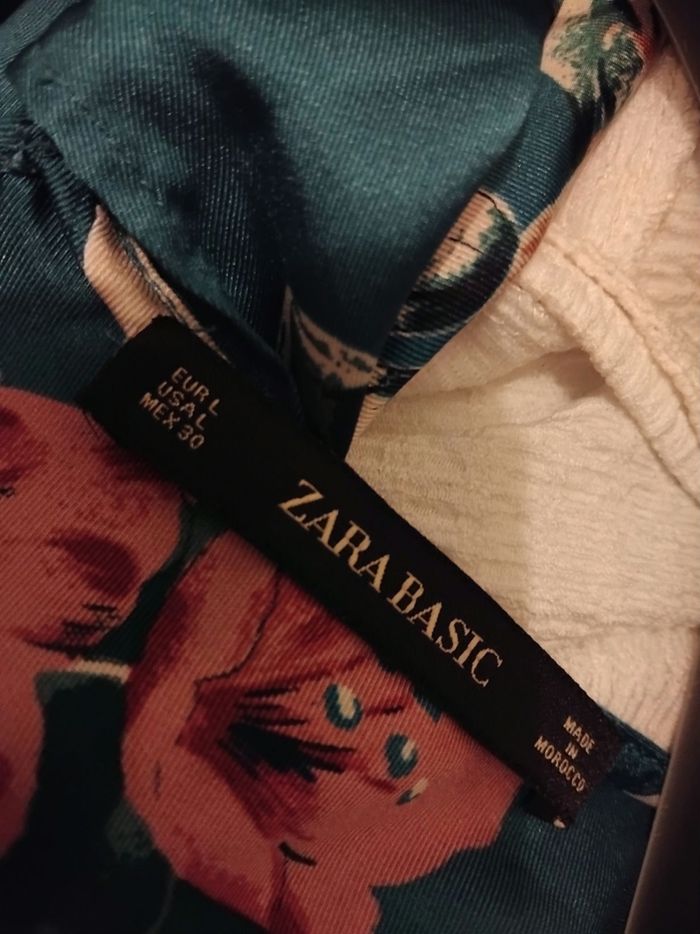 EUR L
USA L
MEX 30
ZARA BASIC
MADE
IN
MOROCCO